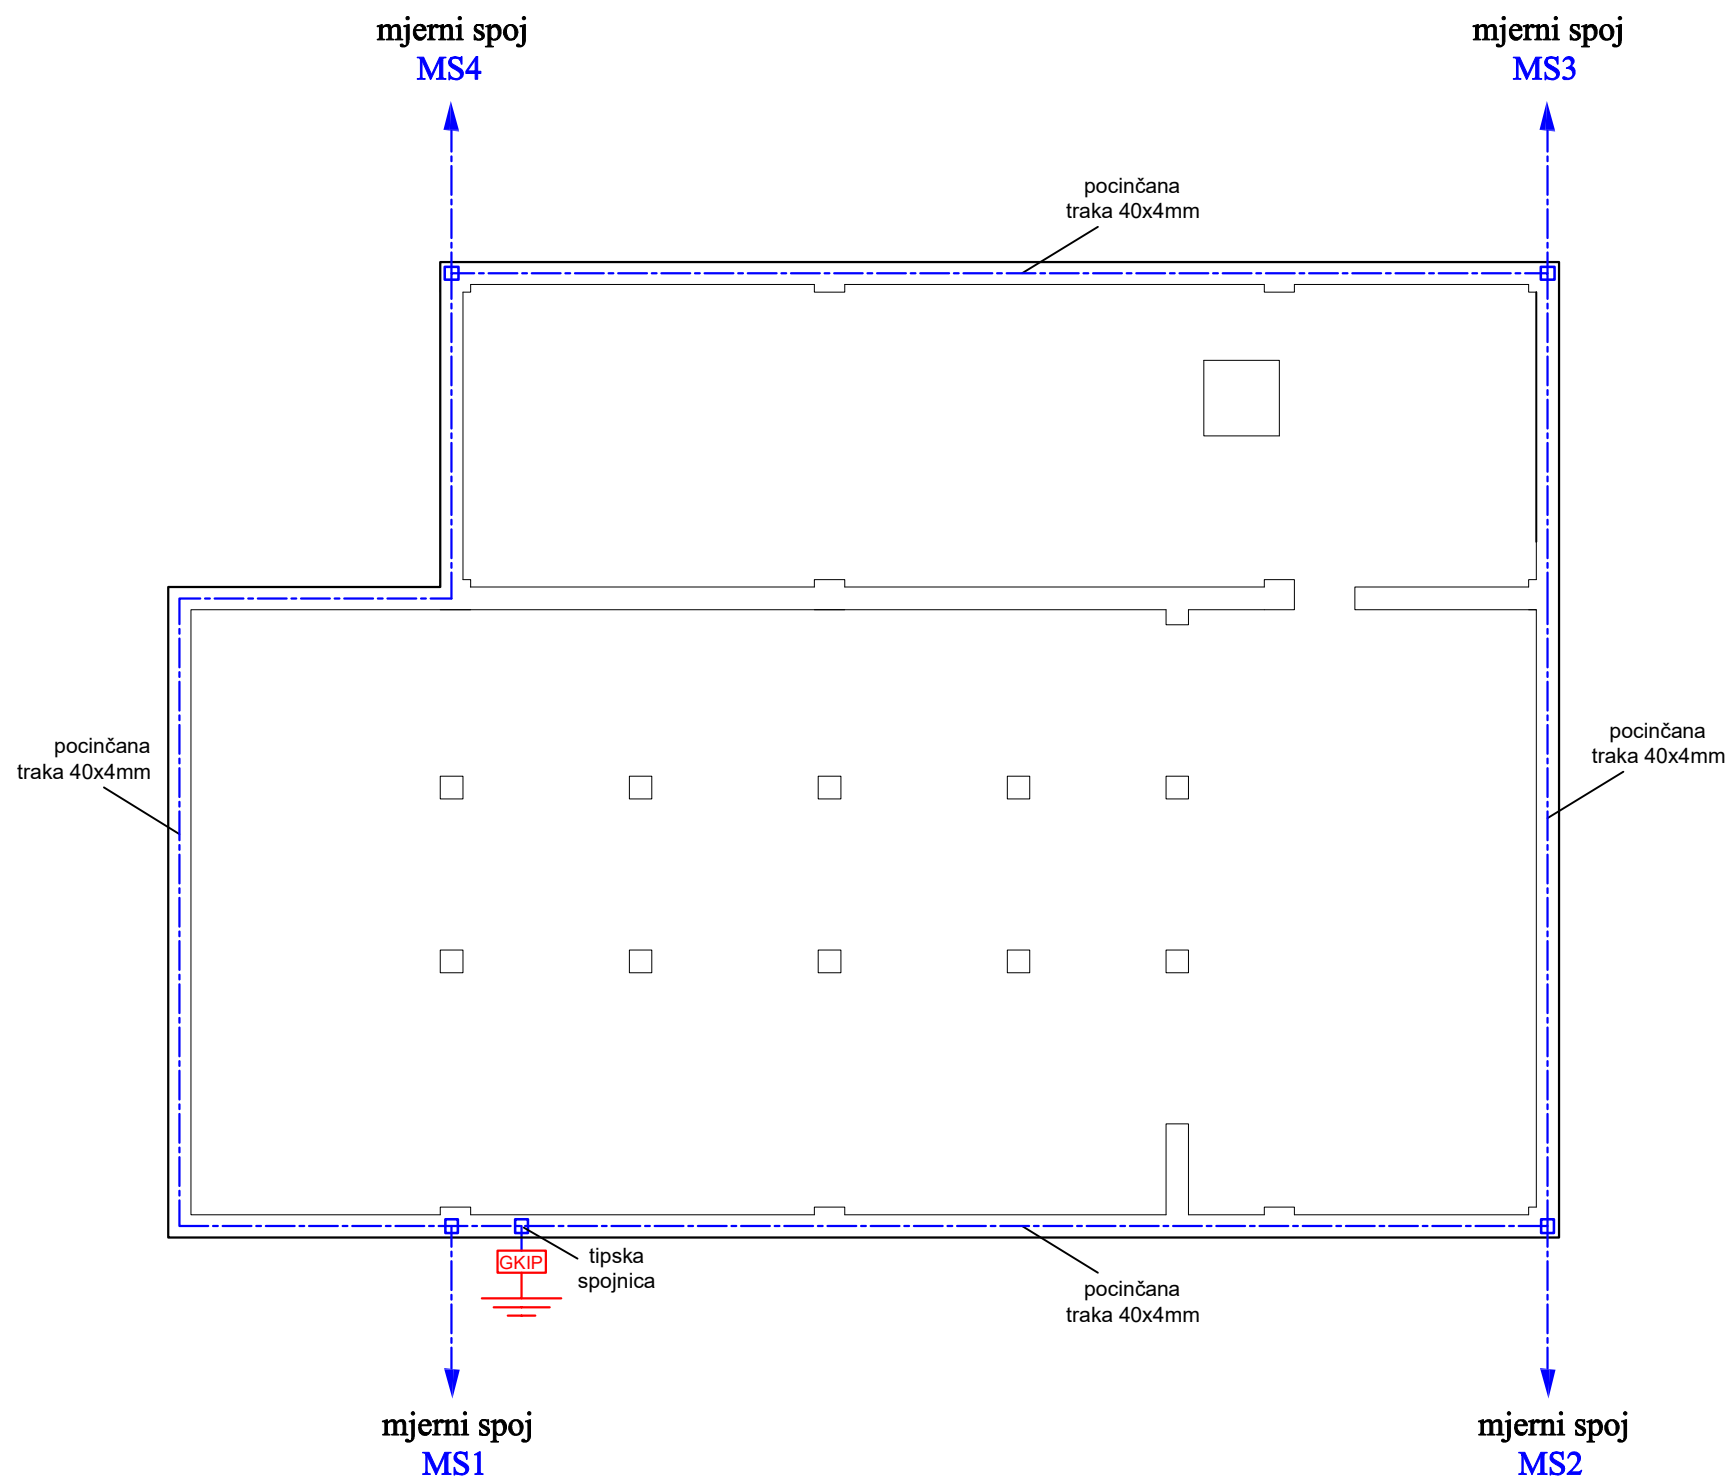 mjerni spoj
MS4
mjerni spoj
MS3
pocinčana
traka 40x4mm
pocinčana
traka 40x4mm
pocinčana
traka 40x4mm
GKIP
tipska
spojnica
pocinčana
traka 40x4mm
mjerni spoj
MS1
mjerni spoj
MS2